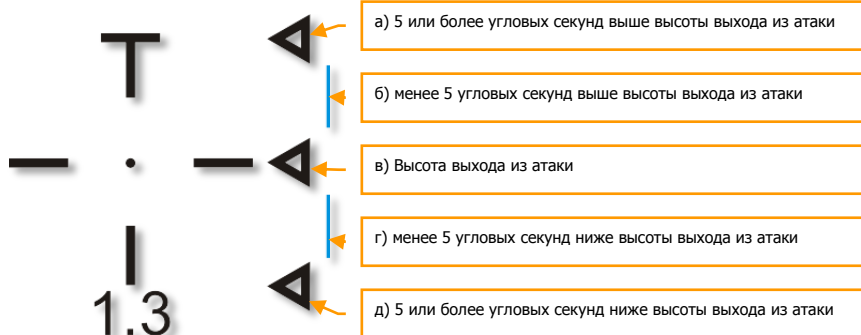 а) 5 или более угловых секунд выше высоты выхода из атаки
б) менее 5 угловых секунд выше высоты выхода из атаки
в) Высота выхода из атаки
г) менее 5 угловых секунд ниже высоты выхода из атаки
д) 5 или более угловых секунд ниже высоты выхода из атаки
1.3